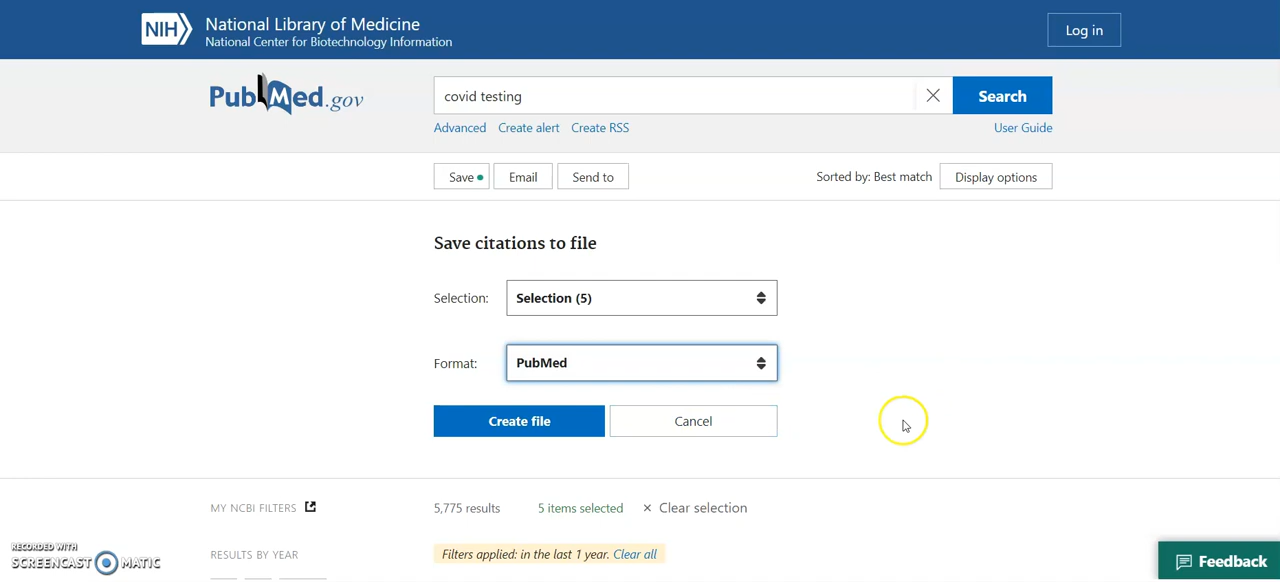 NIH
National Library of Medicine
National Center for Biotechnology Information
Log in
PubMed.gov
covid testing
Search
Advanced Create alert Create RSS
User Guide
Save Email Send to
Sorted by: Best match Display options
Save citations to file
Selection: Selection (5)
Format: PubMed
Create file Cancel
MY NCBI FILTERS
5,775 results 5 items selected × Clear selection
RESULTS BY YEAR
Filters applied: in the last 1 year. Clear all
RECORDED WITH
SCREENCAST MATIC
Feedback